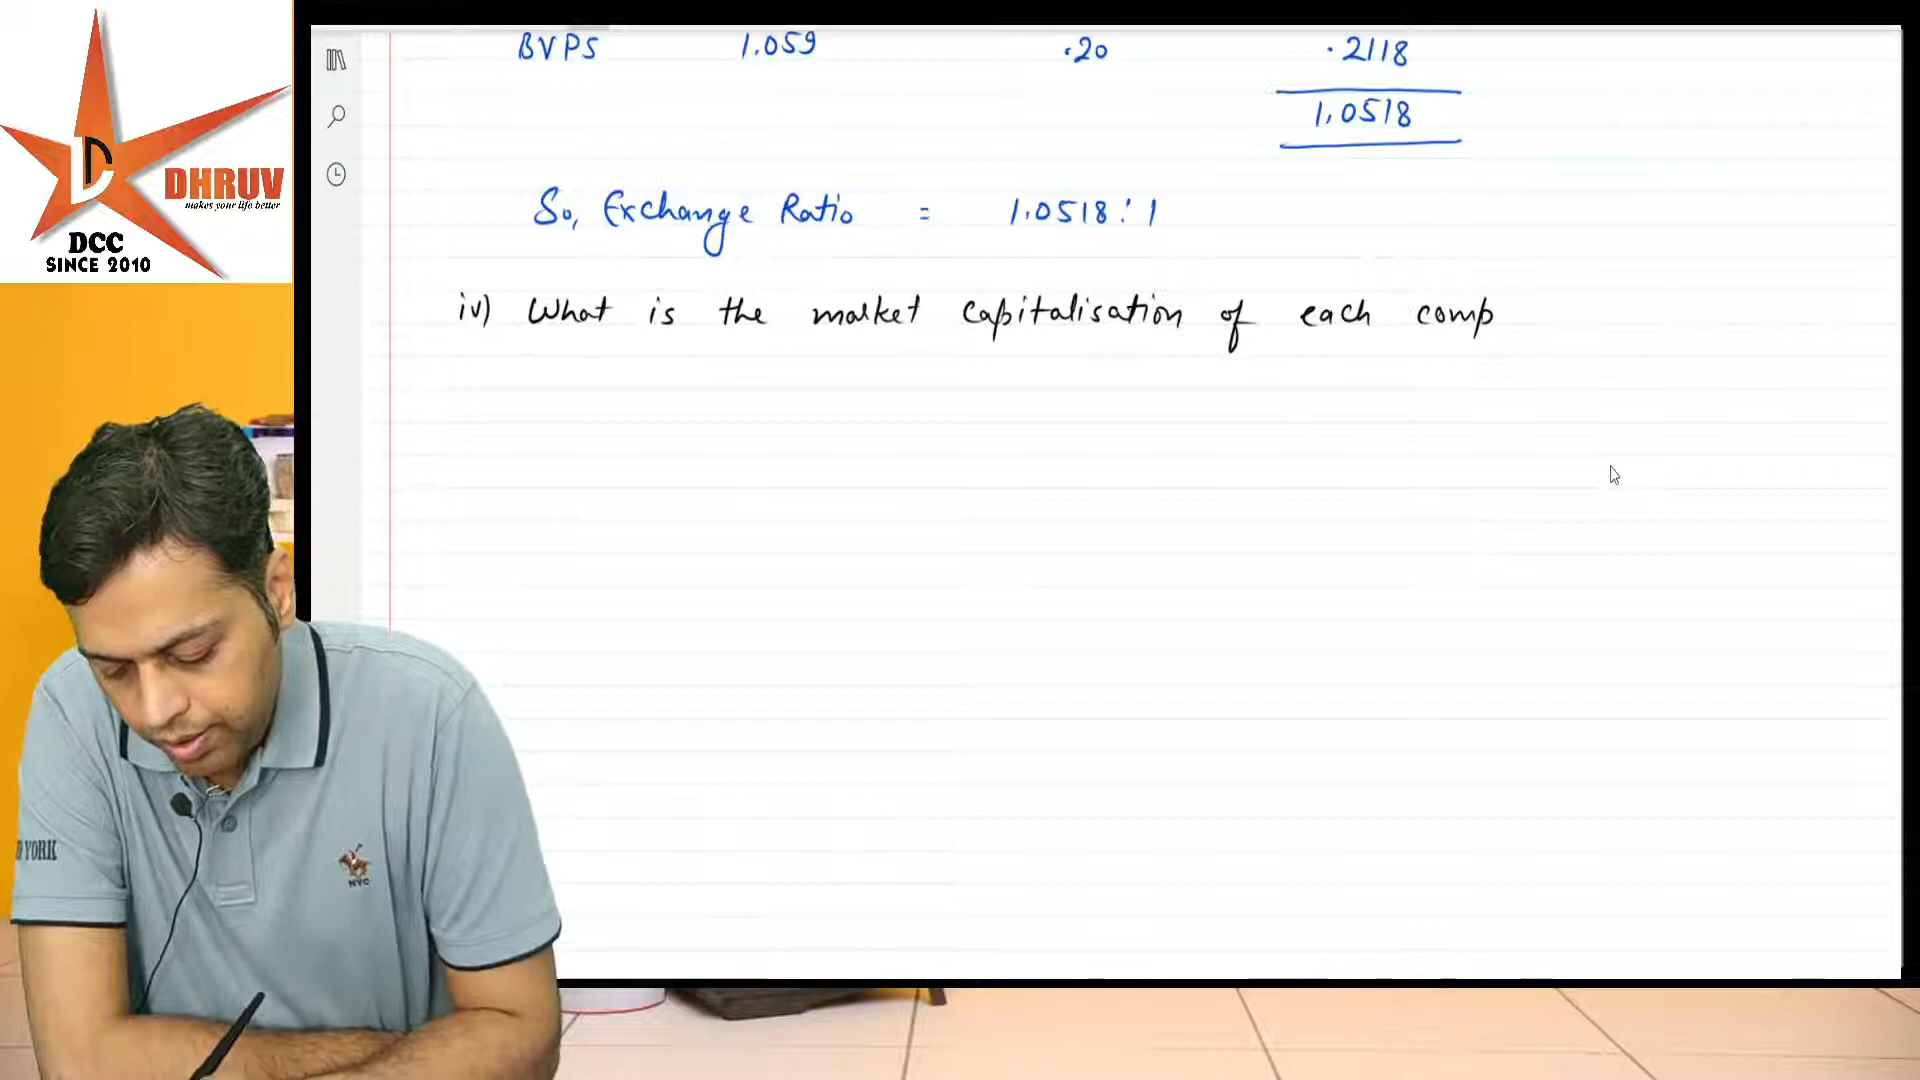 BVPS 1.059 .20 .2118
1.0518
So, Exchange Ratio = 1.0518 : 1
iv) What is the market capitalisation of each comp
DC
DHRUV
makes your life better
DCC
SINCE 2010
YORK
NYC